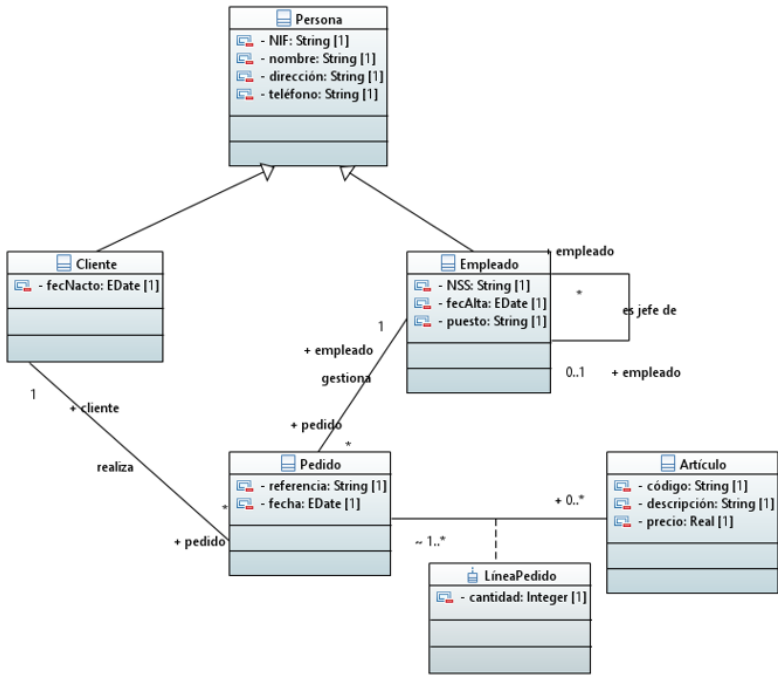 Persona
- NIF: String [1]
- nombre: String [1]
- dirección: String [1]
- teléfono: String [1]
Cliente
- fecNacto: EDate [1]
Empleado
- NSS: String [1]
- fecAlta: EDate [1]
- puesto: String [1]
+ empleado
*
es jefe de
0..1
+ empleado
1
+ empleado
gestiona
+ pedido
*
1
+ cliente
realiza
*
+ pedido
Pedido
- referencia: String [1]
- fecha: EDate [1]
~ 1..*
+ 0..*
Artículo
- código: String [1]
- descripción: String [1]
- precio: Real [1]
LíneaPedido
- cantidad: Integer [1]